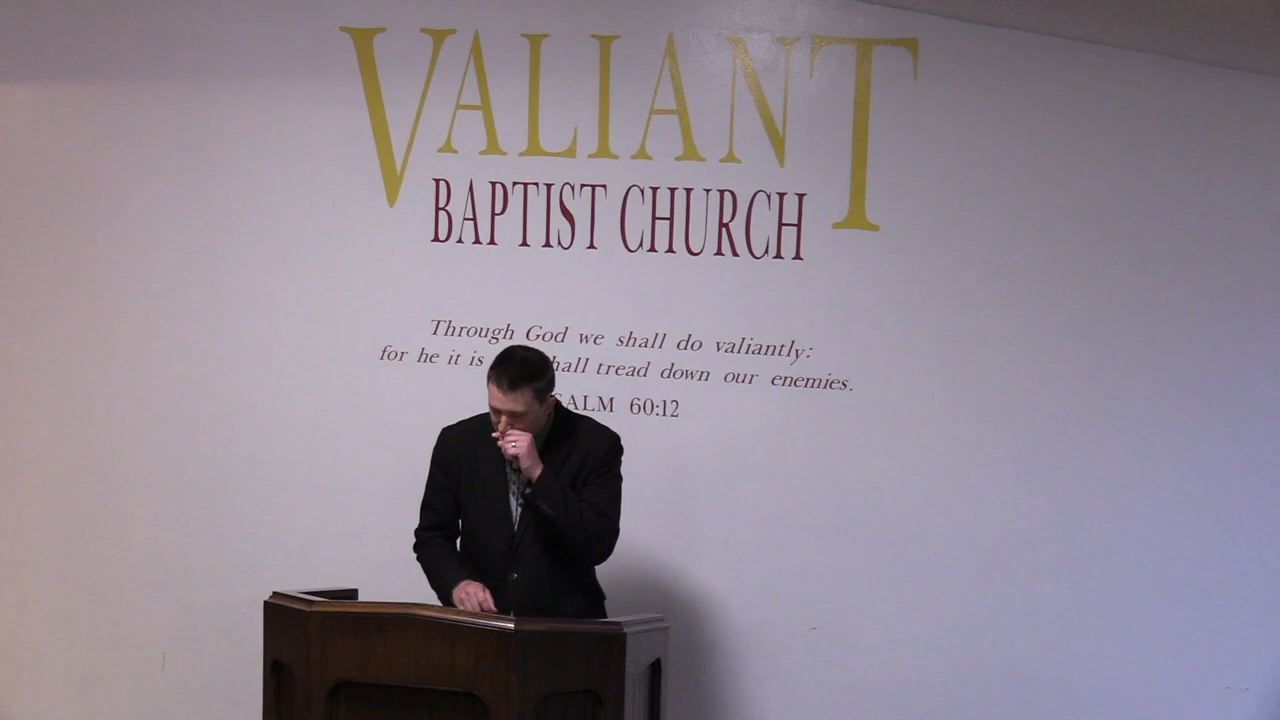 VALIANT
BAPTIST CHURCH
Through God we shall do valiantly:
for he it is hall tread down our enemies.
SALM 60:12